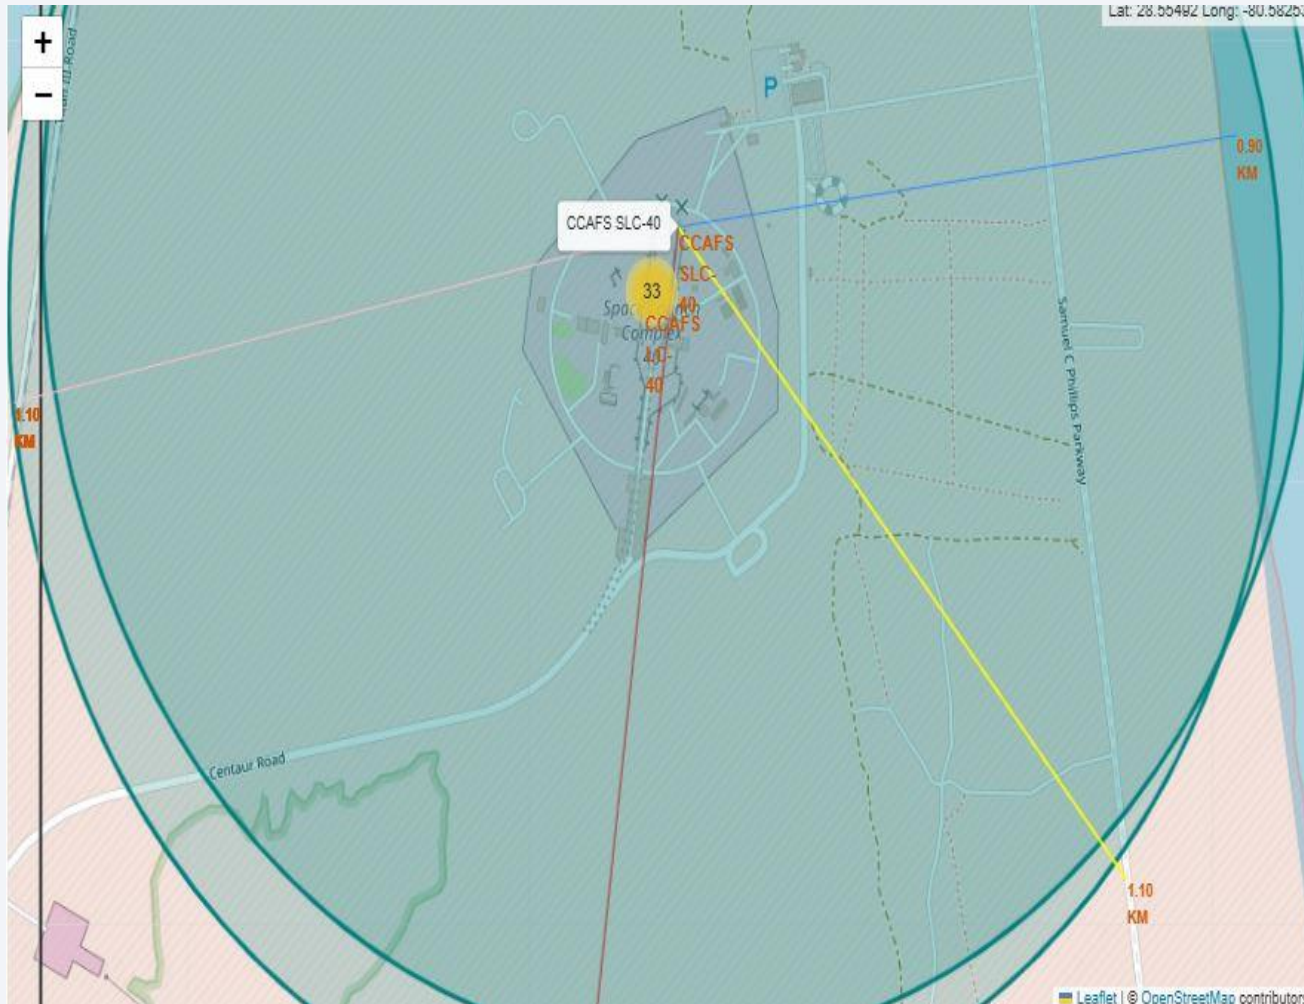 +
Lat: 28.55492 Long: -80.5825
−
P
0.90
KM
CCAFS SLC-40
CCAFS
SLC-
40
33
Complex
CCAFS
LC-
40
Samuel C Phillips Parkway
1.10
KM
Centaur Road
1.10
KM
Leaflet | © OpenStreetMap contributors